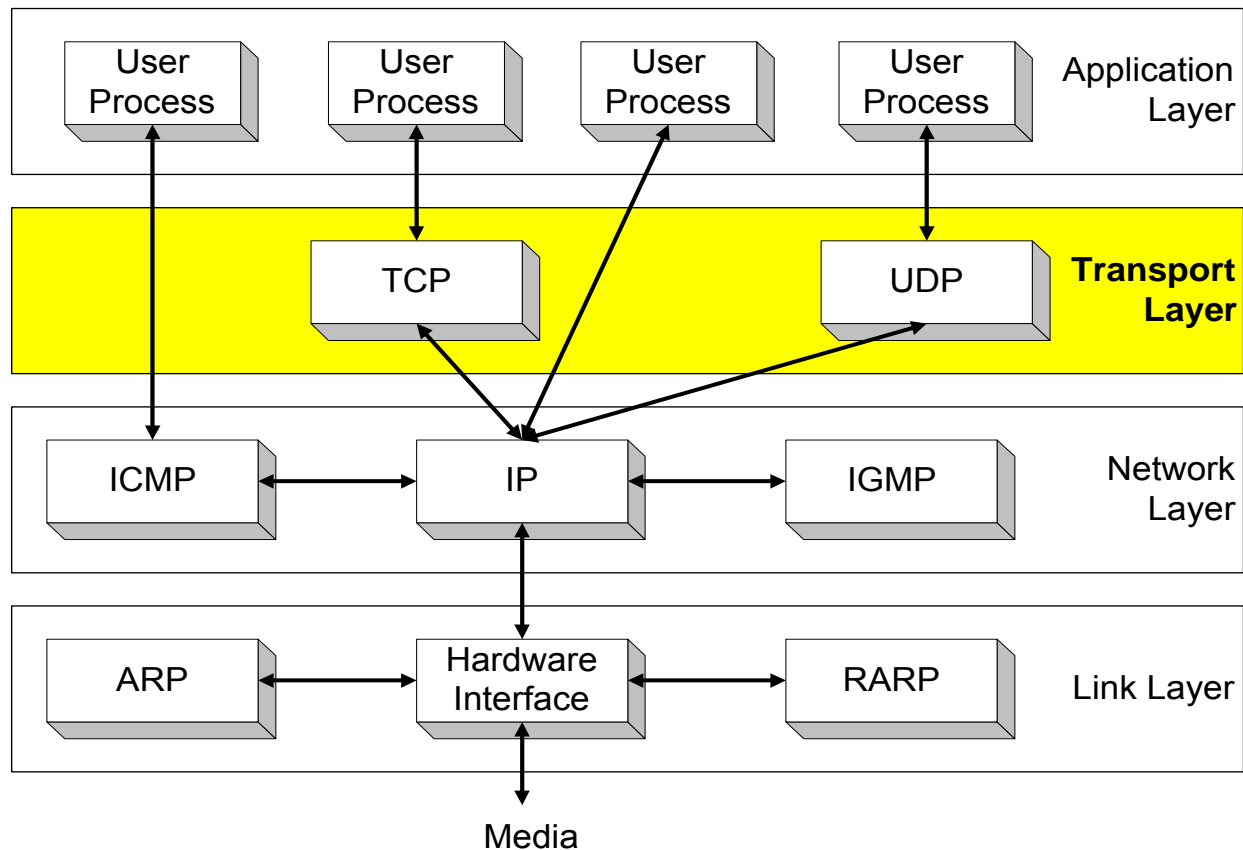 User
Process
User
Process
User
Process
User
Process
Application
Layer
TCP
UDP
Transport
Layer
ICMP
IP
IGMP
Network
Layer
ARP
Hardware
Interface
RARP
Link Layer
Media